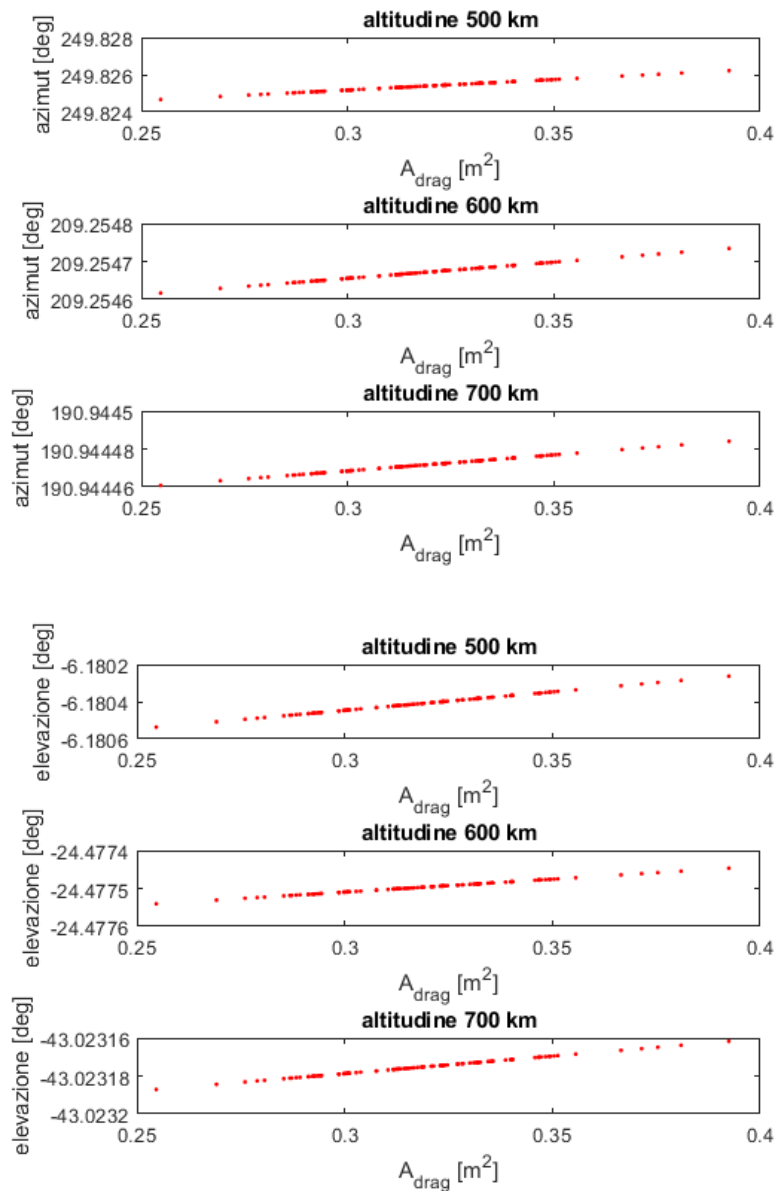 altitudine 500 km
azimut [deg]
249.828
249.826
249.824
0.25 0.3 0.35 0.4
A_drag [m^2]
altitudine 600 km
azimut [deg]
209.2548
209.2547
209.2546
0.25 0.3 0.35 0.4
A_drag [m^2]
altitudine 700 km
azimut [deg]
190.9445
190.94448
190.94446
0.25 0.3 0.35 0.4
A_drag [m^2]
altitudine 500 km
elevazione [deg]
-6.1802
-6.1804
-6.1806
0.25 0.3 0.35 0.4
A_drag [m^2]
altitudine 600 km
elevazione [deg]
-24.4774
-24.4775
-24.4776
0.25 0.3 0.35 0.4
A_drag [m^2]
altitudine 700 km
elevazione [deg]
-43.02316
-43.02318
-43.0232
0.25 0.3 0.35 0.4
A_drag [m^2]